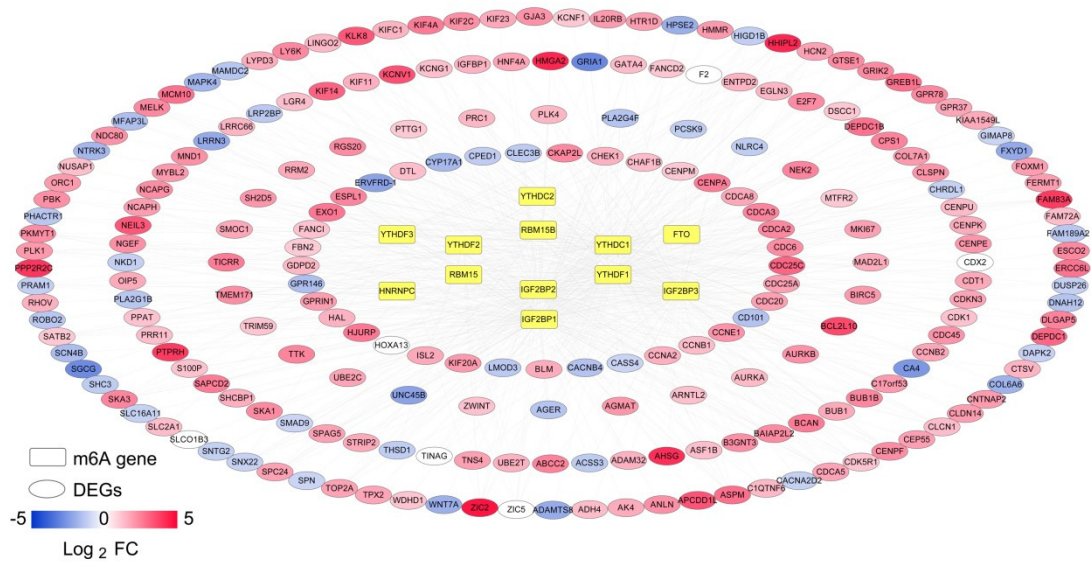 GJA3
KCNF1
IL20RB
HTR1D
HPSE2
HMMR
HIGD1B
HHIPL2
HCN2
GTSE1
GRIK2
GREB1L
GPR78
GPR37
KIAA1549L
GIMAP8
FXYD1
FOXM1
FERMT1
FAM83A
FAM72A
FAM189A2
ESCO2
ERCC6L
DUSP26
DNAH12
DLGAP5
DEPDC1
DAPK2
CTSV
COL6A6
CNTNAP2
CLDN14
CLCN1
CEP55
CENPF
CDK5R1
CDCA5
CACNA2D2
C1QTNF6
ASPM
APCDD1L
ANLN
AK4
ADH4
ADAMTS8
ZIC5
ZIC2
WNT7A
WDHD1
TPX2
TOP2A
SPN
SPC24
SNX22
SNTG2
SLCO1B3
SLC2A1
SLC16A11
SKA3
SHC3
SGCG
SCN4B
SATB2
ROBO2
RHOV
PRAM1
PPP2R2C
PLK1
PKMYT1
PHACTR1
PBK
ORC1
NUSAP1
NTRK3
NDC80
MFAP3L
MELK
MCM10
MAPK4
MAMDC2
LYPD3
LY6K
LINGO2
KLK8
KIFC1
KIF4A
KIF2C
KIF23
HMGA2
GRIA1
GATA4
FANCD2
F2
ENTPD2
EGLN3
E2F7
DSCC1
DEPDC1B
CPS1
COL7A1
CLSPN
CHRDL1
CENPU
CENPK
CENPE
CDX2
CDT1
CDKN3
CDK1
CDC45
CCNB2
CA4
C17orf53
BUB1B
BUB1
BCAN
BAIAP2L2
B3GNT3
ASF1B
AHSG
ADAM32
ACSS3
ABCC2
UBE2T
TNS4
TINAG
THSD1
STRIP2
SPAG5
SMAD9
SKA1
SHCBP1
SAPCD2
S100P
PTPRH
PRR11
PPAT
PLA2G1B
OIP5
NKD1
NGEF
NEIL3
NCAPH
NCAPG
MYBL2
MND1
LRRN3
LRRC66
LRP2BP
LGR4
KIF14
KIF11
KCNV1
KCNG1
IGFBP1
HNF4A
PLK4
PLA2G4F
PCSK9
NLRC4
NEK2
MTFR2
MKI67
MAD2L1
BIRC5
BCL2L10
AURKB
AURKA
ARNTL2
AGMAT
AGER
ZWINT
UNC45B
UBE2C
TTK
TRIM59
TMEM171
TICRR
SMOC1
SH2D5
RRM2
RGS20
PTTG1
PRC1
CLEC3B
CKAP2L
CHEK1
CHAF1B
CENPM
CENPA
CDCA8
CDCA3
CDCA2
CDC6
CDC25C
CDC25A
CDC20
CD101
CCNE1
CCNB1
CCNA2
CASS4
CACNB4
BLM
LMOD3
KIF20A
ISL2
HOXA13
HJURP
HAL
GPRIN1
GPR146
GDPD2
FBN2
FANCI
EXO1
ESPL1
ERVFRD-1
DTL
CYP17A1
CPED1
YTHDC2
RBM15B
YTHDF3
YTHDF2
YTHDC1
FTO
RBM15
YTHDF1
HNRNPC
IGF2BP2
IGF2BP3
IGF2BP1
m6A gene
DEGs
-5 0 5
Log 2 FC